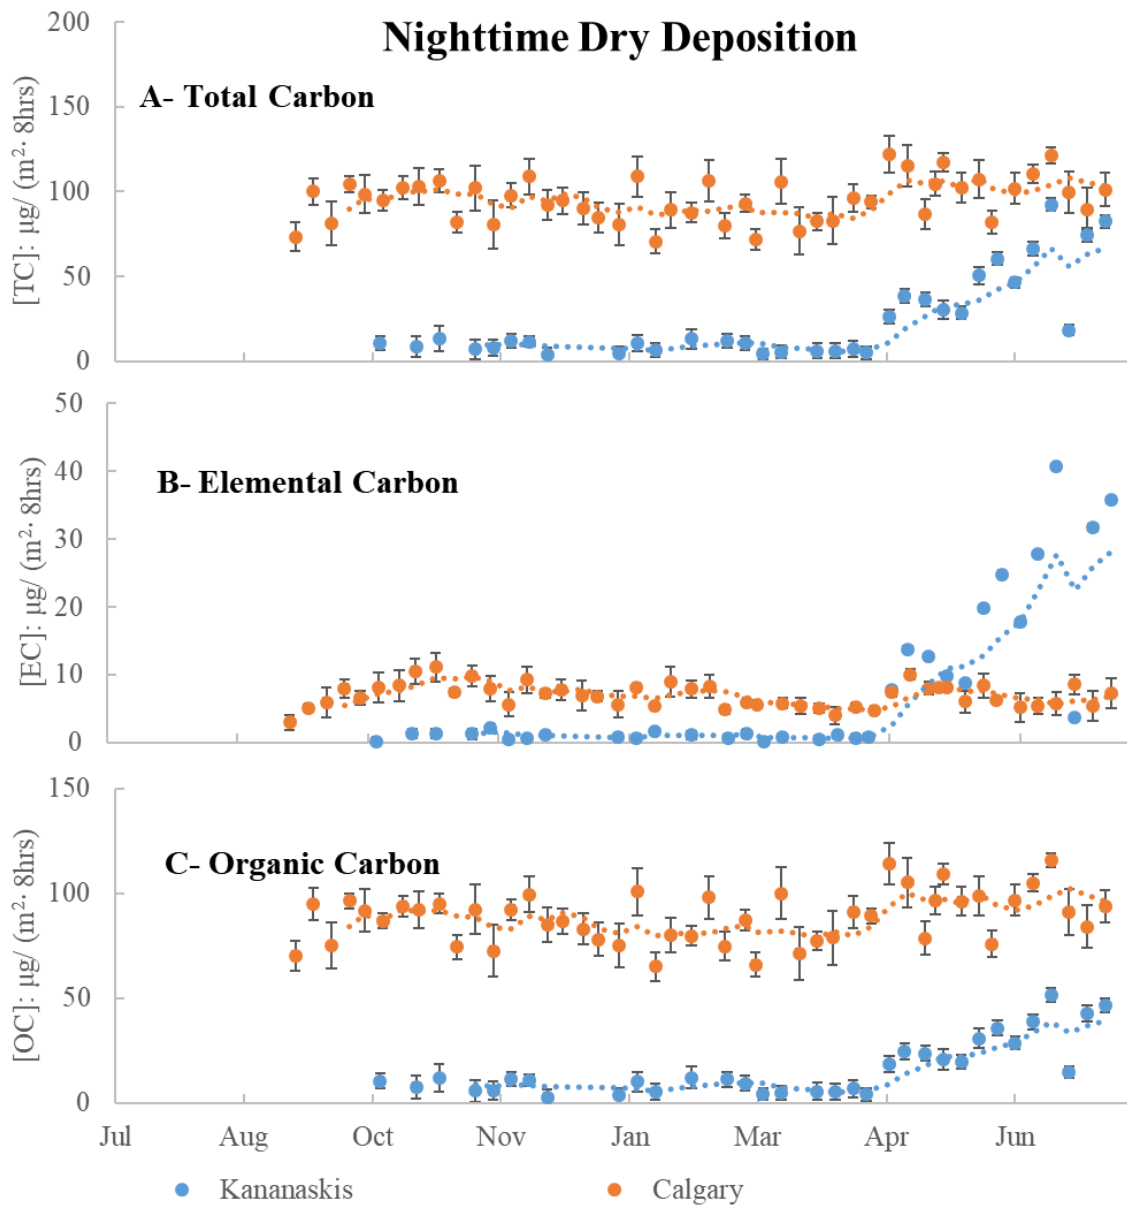 Nighttime Dry Deposition
200
A- Total Carbon
150
100
50
0
[TC]: μg/ (m²· 8hrs)
50
B- Elemental Carbon
40
30
20
10
0
[EC]: μg/ (m²· 8hrs)
150
C- Organic Carbon
100
50
0
[OC]: μg/ (m²· 8hrs)
Jul Aug Oct Nov Jan Mar Apr Jun
Kananaskis Calgary